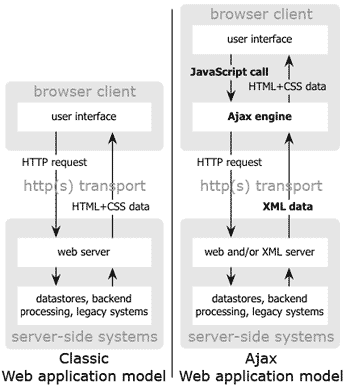 browser client
user interface
HTTP request
http(s) transport
HTML+CSS data
web server
datastores, backend
processing, legacy systems
server-side systems
Classic
Web application model
browser client
user interface
JavaScript call
HTML+CSS data
Ajax engine
HTTP request
http(s) transport
XML data
web and/or XML server
datastores, backend
processing, legacy systems
server-side systems
Ajax
Web application model